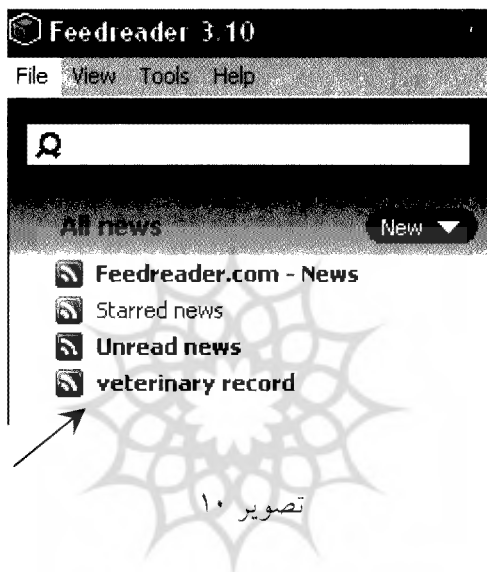 Feedreader 3.10
File View Tools Help
All news
New
Feedreader.com - News
Starred news
Unread news
veterinary record
تصویر ۱۰